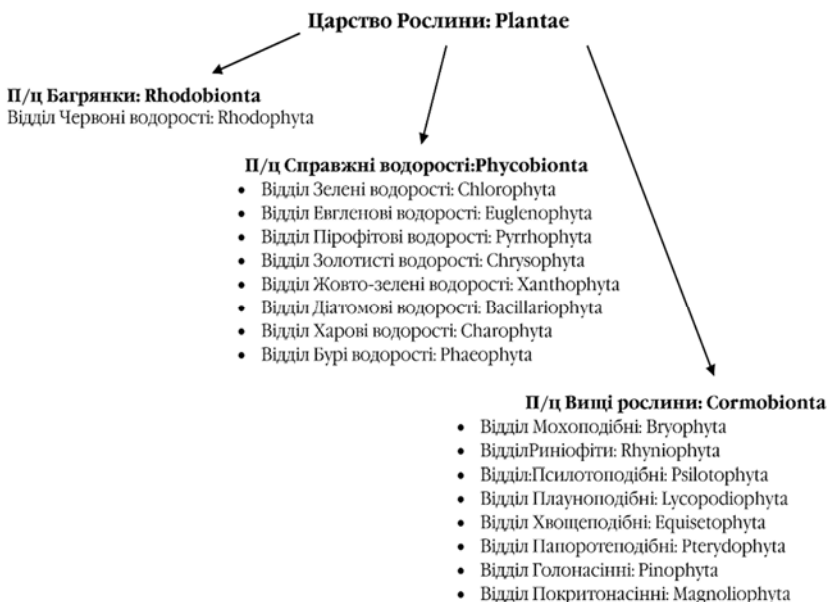 Царство Рослини: Plantae
П/ц Багрянки: Rhodobionta
Відділ Червоні водорості: Rhodophyta
П/ц Справжні водорості:Phycobionta
• Відділ Зелені водорості: Chlorophyta
• Відділ Евгленові водорості: Euglenophyta
• Відділ Пірофітові водорості: Pyrrhophyta
• Відділ Золотисті водорості: Chrysophyta
• Відділ Жовто-зелені водорості: Xanthophyta
• Відділ Діатомові водорості: Bacillariophyta
• Відділ Харові водорості: Charophyta
• Відділ Бурі водорості: Phaeophyta
П/ц Вищі рослини: Cormobionta
• Відділ Мохоподібні: Bryophyta
• ВідділРиніофіти: Rhyniophyta
• Відділ:Псилотоподібні: Psilotophyta
• Відділ Плауноподібні: Lycopodiophyta
• Відділ Хвощеподібні: Equisetophyta
• Відділ Папоротеподібні: Pterydophyta
• Відділ Голонасінні: Pinophyta
• Відділ Покритонасінні: Magnoliophyta